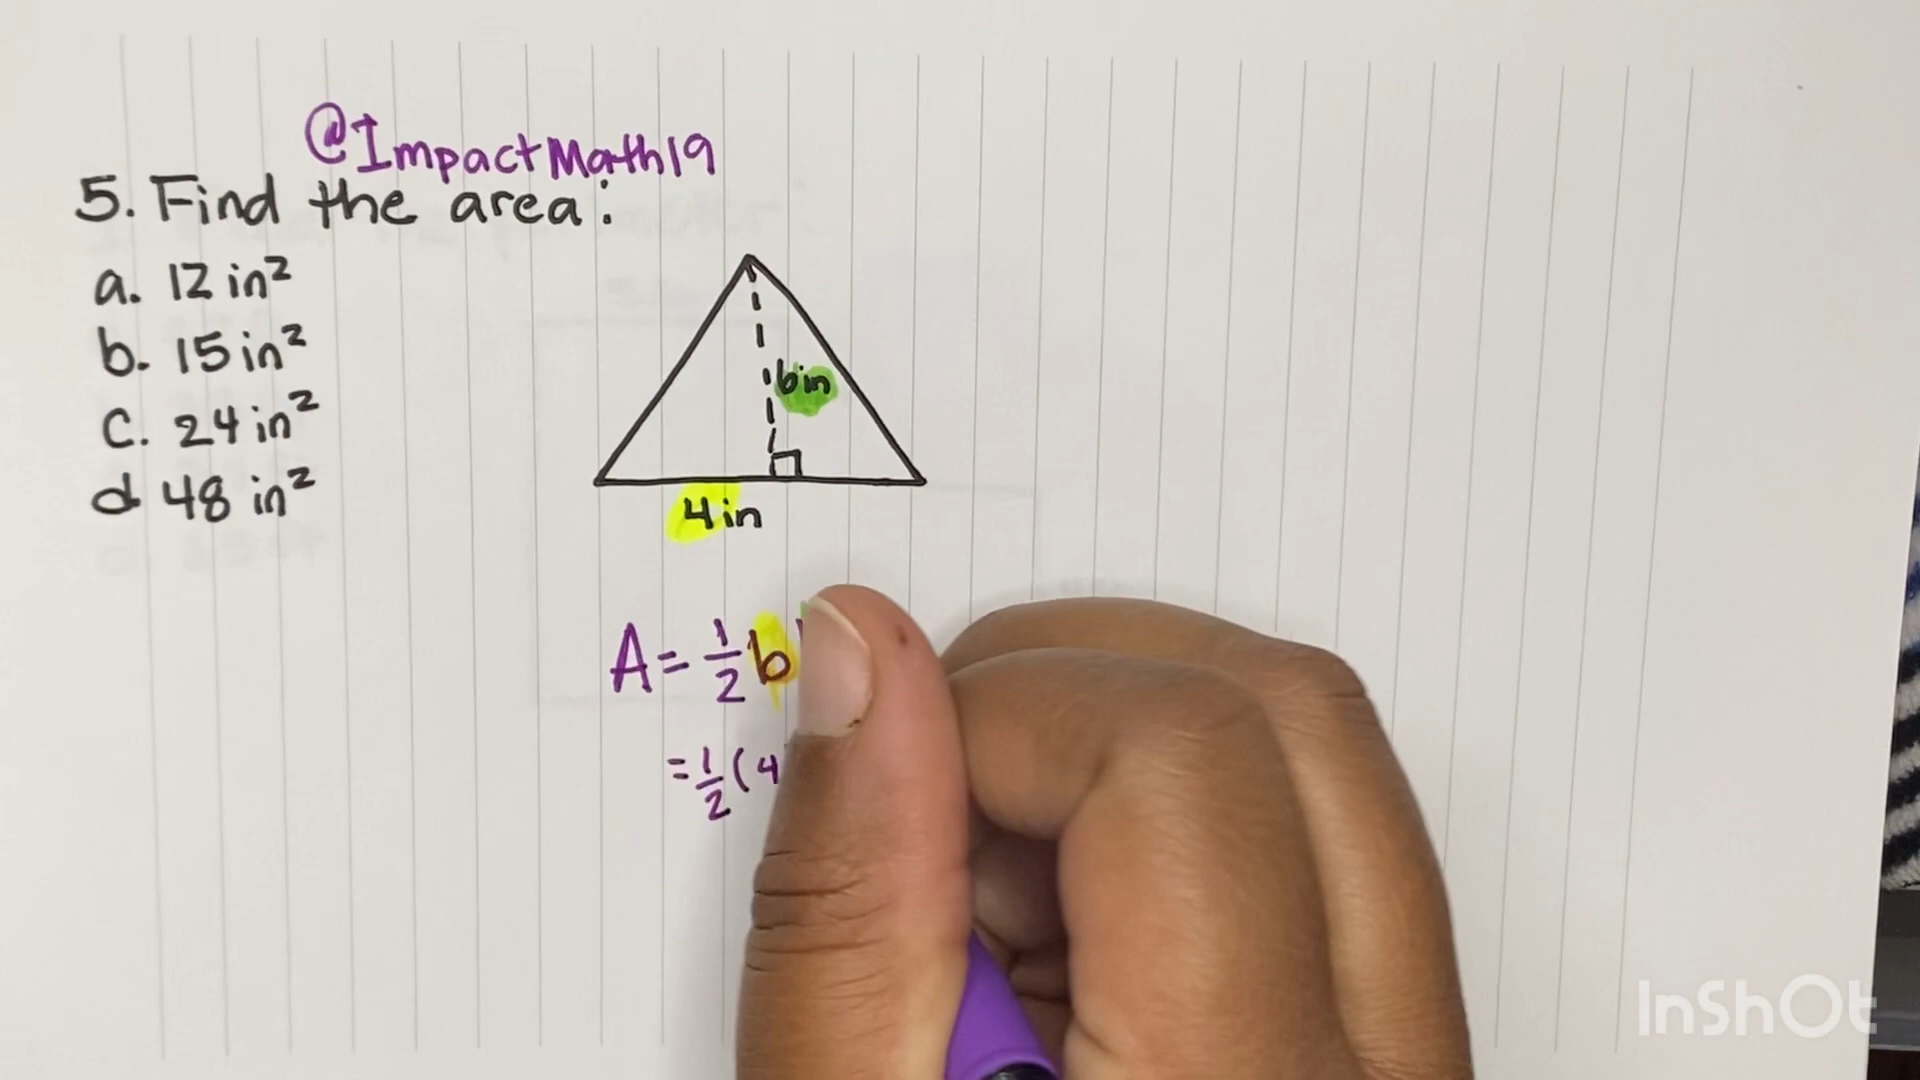 @ImpactMath19
5. Find the area:
a. 12 in²
b. 15 in²
c. 24 in²
d 48 in²
6in
4in
A = 1/2 b
= 1/2 (4
InShOt